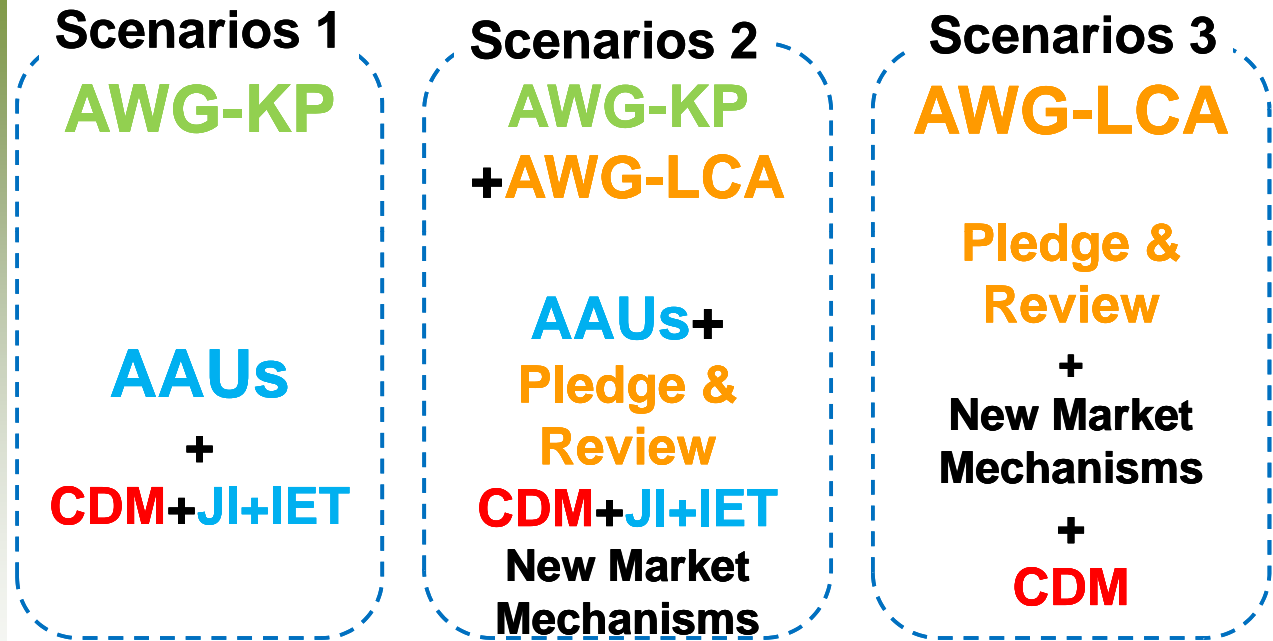 Scenarios 1
AWG-KP
AAUs
+
CDM+JI+IET
Scenarios 2
AWG-KP
+AWG-LCA
AAUs+
Pledge &
Review
CDM+JI+IET
New Market
Mechanisms
Scenarios 3
AWG-LCA
Pledge &
Review
+
New Market
Mechanisms
+
CDM